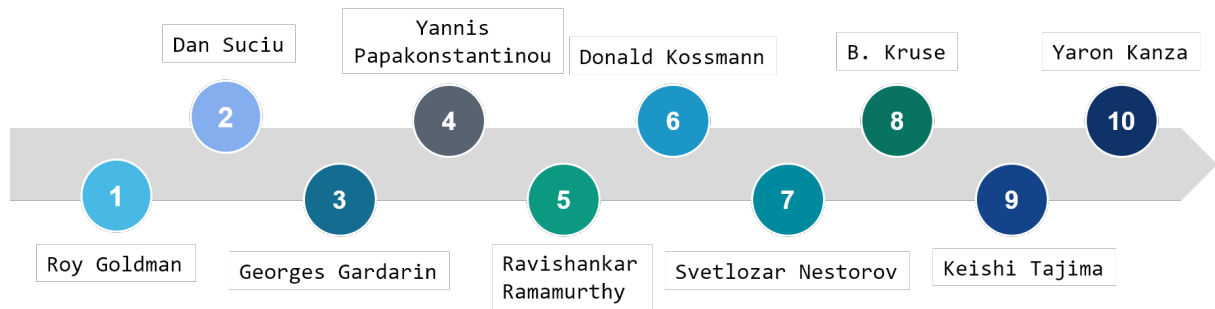 1
Roy Goldman
2
Dan Suciu
3
Georges Gardarin
4
Yannis
Papakonstantinou
5
Ravishankar
Ramamurthy
6
Donald Kossmann
7
Svetlozar Nestorov
8
B. Kruse
9
Keishi Tajima
10
Yaron Kanza